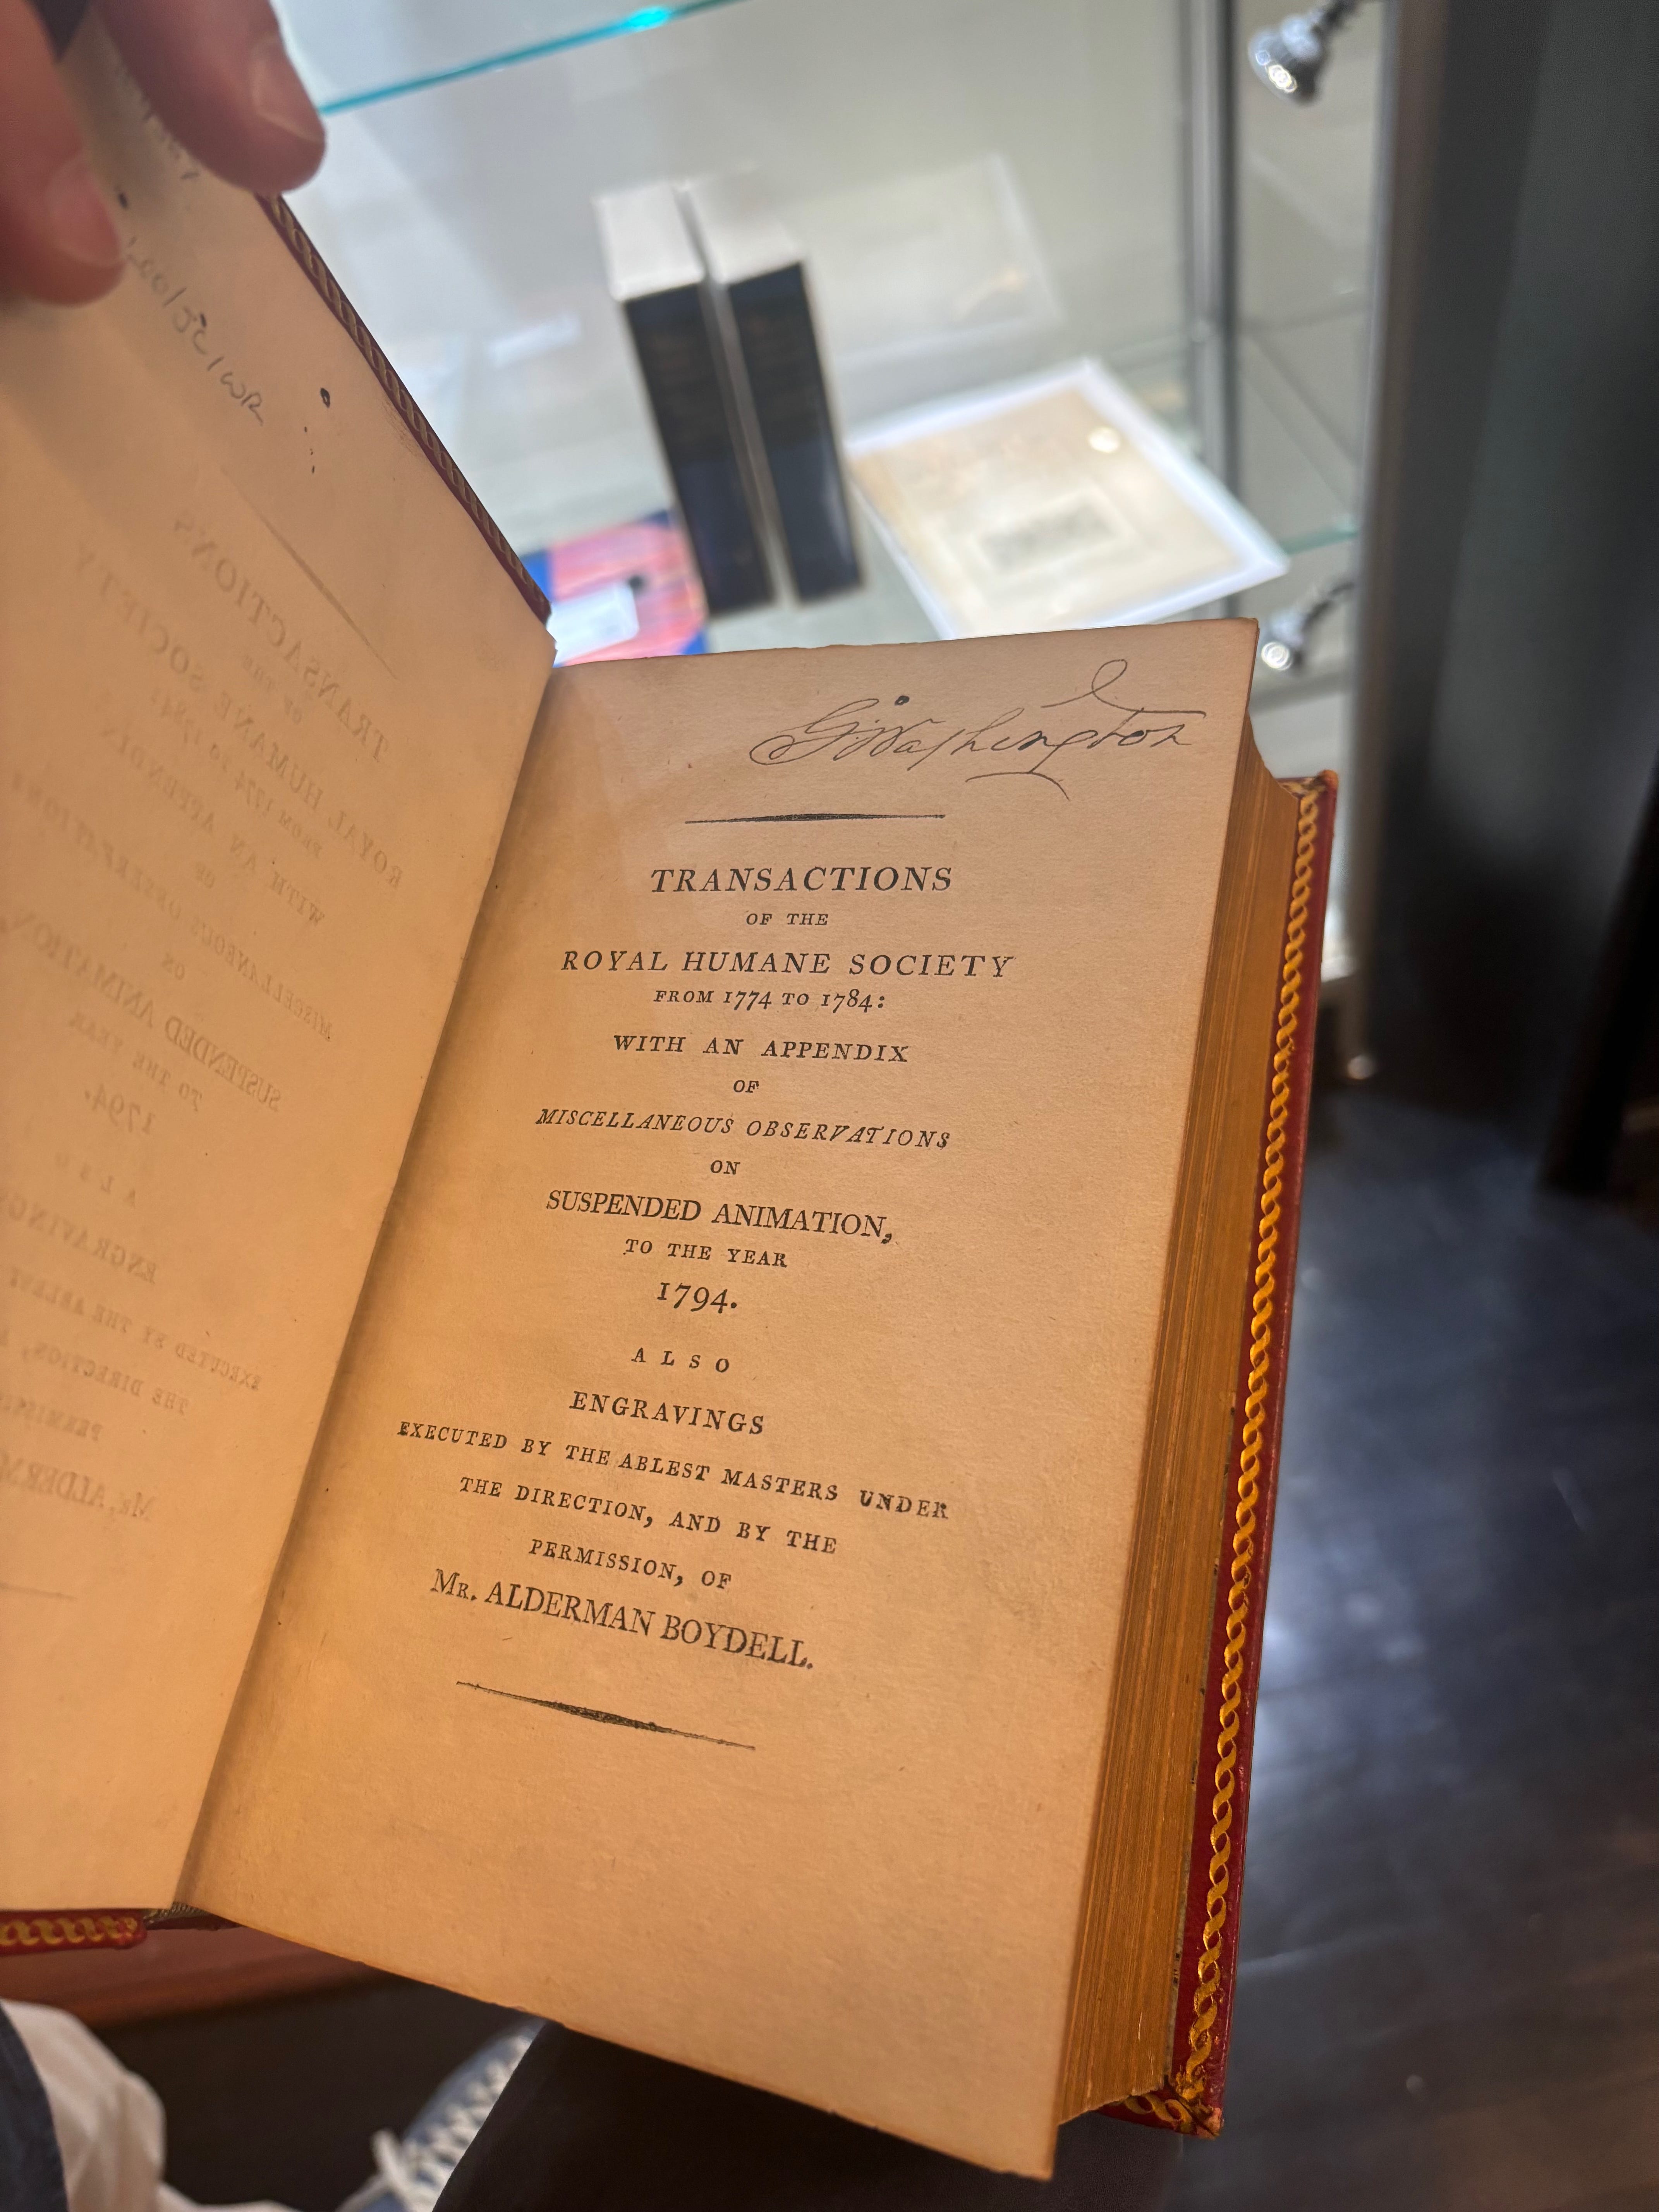 G:Washington
TRANSACTIONS
OF THE
ROYAL HUMANE SOCIETY
FROM 1774 TO 1784:
WITH AN APPENDIX
OF
MISCELLANEOUS OBSERVATIONS
ON
SUSPENDED ANIMATION,
TO THE YEAR
1794.
ALSO
ENGRAVINGS
EXECUTED BY THE ABLEST MASTERS UNDER
THE DIRECTION, AND BY THE
PERMISSION, OF
MR. ALDERMAN BOYDELL.